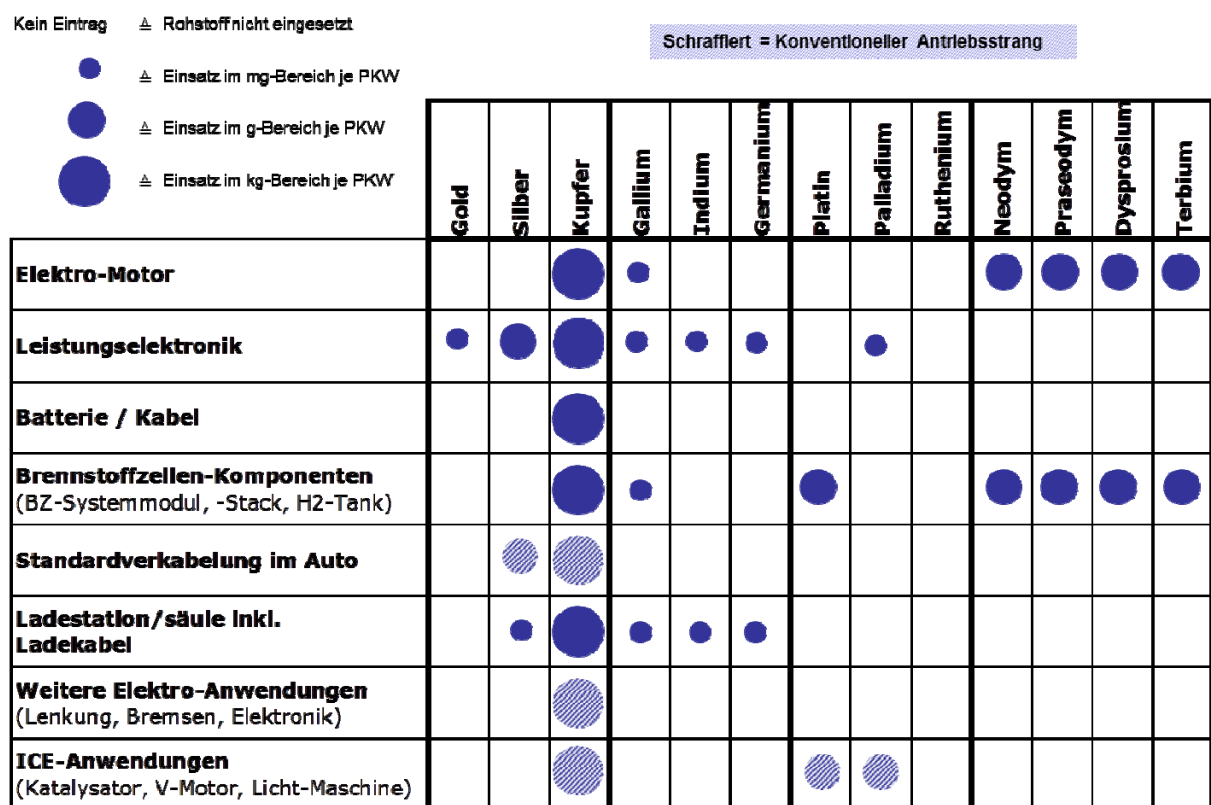 Kein Eintrag ≙ Rohstoff nicht eingesetzt
≙ Einsatz im mg-Bereich je PKW
≙ Einsatz im g-Bereich je PKW
≙ Einsatz im kg-Bereich je PKW
Schraffiert = Konventioneller Antriebsstrang
Gold
Silber
Kupfer
Gallium
Indium
Germanium
Platin
Palladium
Ruthenium
Neodym
Praseodym
Dysprosium
Terbium
Elektro-Motor
Leistungselektronik
Batterie / Kabel
Brennstoffzellen-Komponenten
(BZ-Systemmodul, -Stack, H2-Tank)
Standardverkabelung im Auto
Ladestation/säule inkl.
Ladekabel
Weitere Elektro-Anwendungen
(Lenkung, Bremsen, Elektronik)
ICE-Anwendungen
(Katalysator, V-Motor, Licht-Maschine)